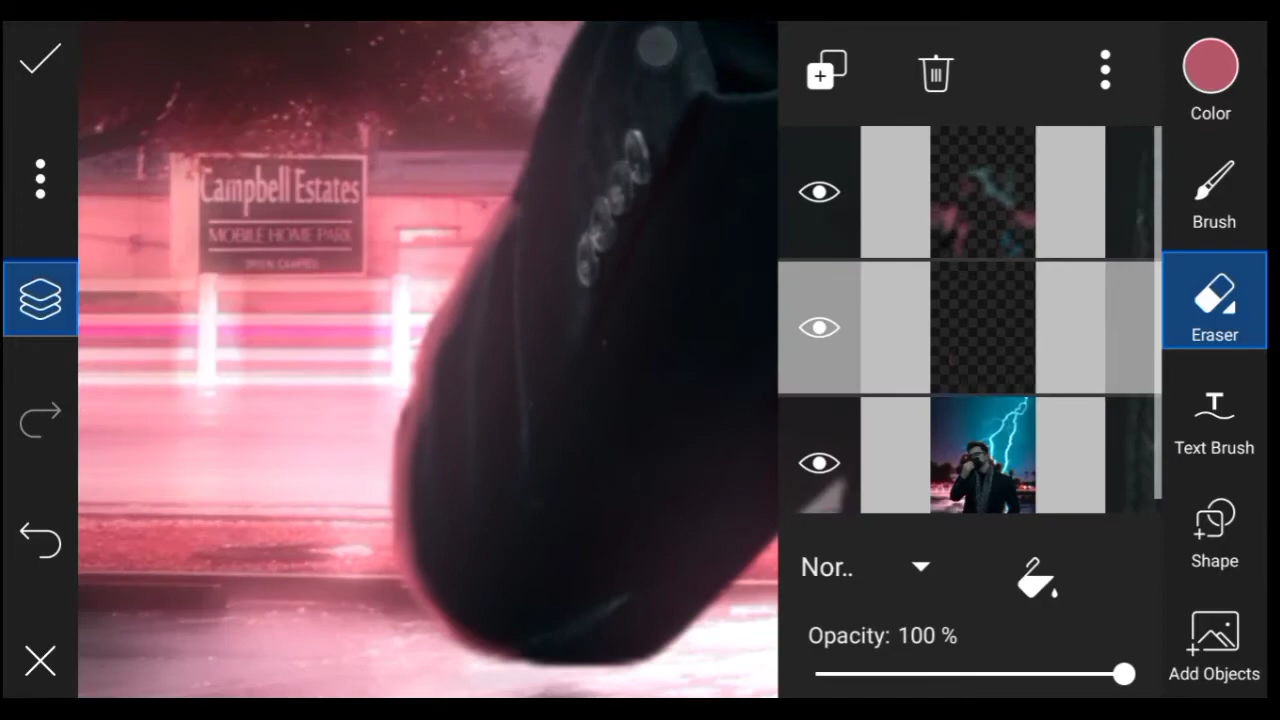 Campbell Estates
MOBILE HOME PARK
Color
Brush
Eraser
Text Brush
Shape
Add Objects
Nor..
Opacity: 100 %